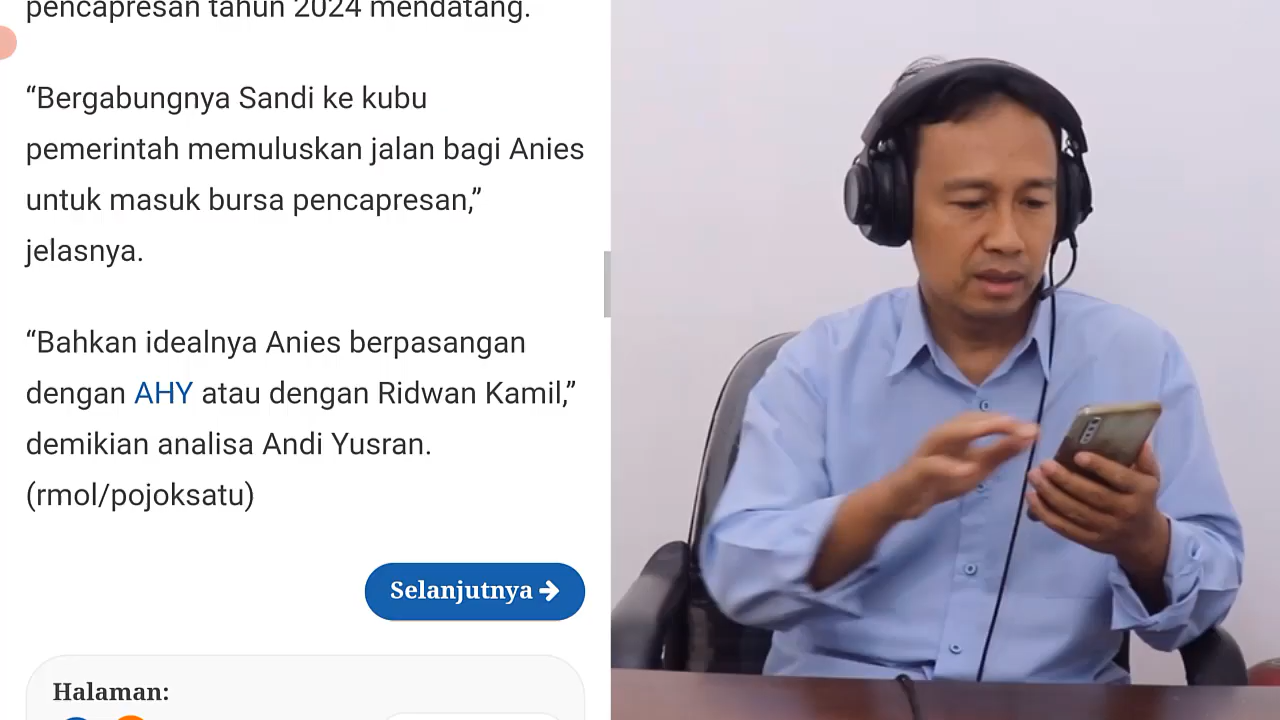 pencapresan tahun 2024 mendatang.
“Bergabungnya Sandi ke kubu
pemerintah memuluskan jalan bagi Anies
untuk masuk bursa pencapresan,”
jelasnya.
“Bahkan idealnya Anies berpasangan
dengan AHY atau dengan Ridwan Kamil,”
demikian analisa Andi Yusran.
(rmol/pojoksatu)
Selanjutnya →
Halaman: